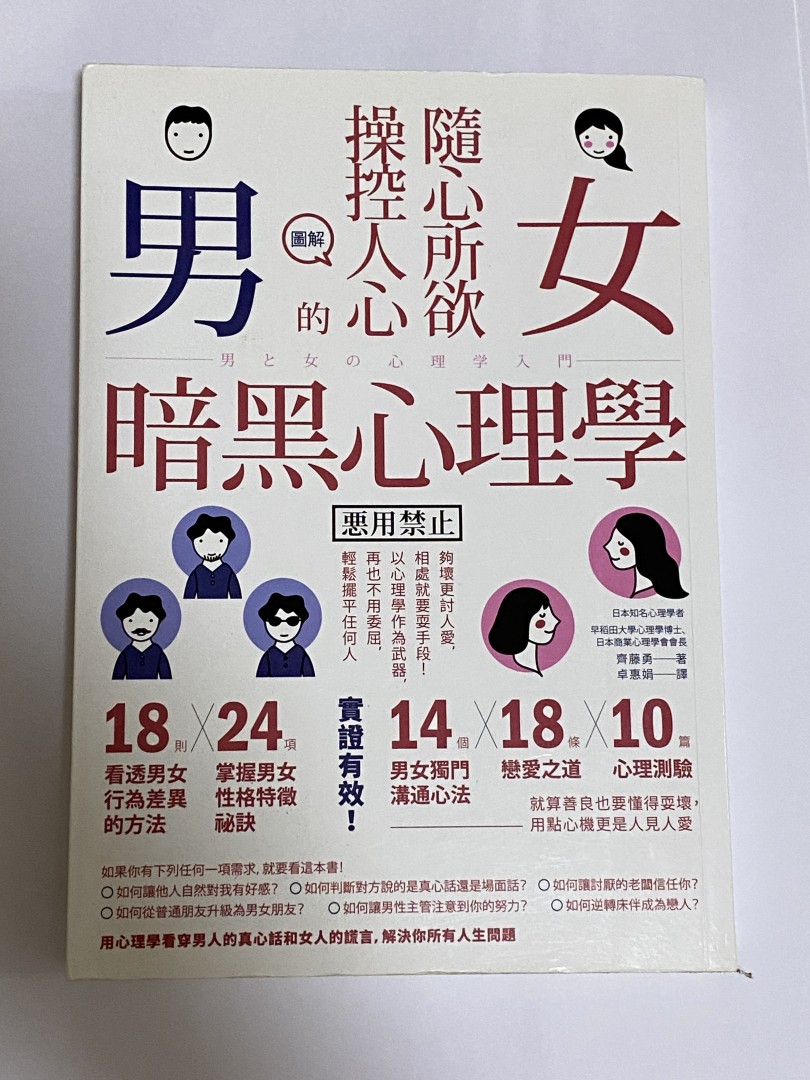 隨心所欲
操控人心
的
圖解
男
女
男と女の心理学入門
暗黑心理學
悪用禁止
夠壞更討人愛，
相處就要耍手段！
以心理學作為武器，
再也不用委屈，
輕鬆擺平任何人
日本知名心理學者
早稻田大學心理學博士、
日本商業心理學會會長
齊藤勇——著
卓惠娟——譯
18則
看透男女
行為差異
的方法
╳
24項
掌握男女
性格特徵
祕訣
實證有效！
14個
男女獨門
溝通心法
╳
18條
戀愛之道
╳
10篇
心理測驗
就算善良也要懂得耍壞，
用點心機更是人見人愛
如果你有下列任何一項需求，就要看這本書！
○如何讓他人自然對我有好感？ ○如何判斷對方說的是真心話還是場面話？ ○如何讓討厭的老闆信任你？
○如何從普通朋友升級為男女朋友？ ○如何讓男性主管注意到你的努力？ ○如何逆轉床伴成為戀人？
用心理學看穿男人的真心話和女人的謊言，解決你所有人生問題